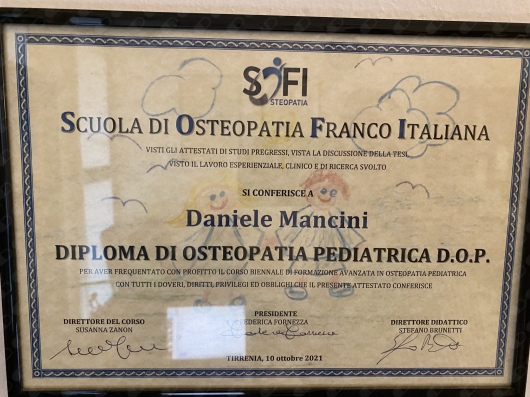 SOFI
OSTEOPATIA
SCUOLA DI OSTEOPATIA FRANCO ITALIANA
VISTI GLI ATTESTATI DI STUDI PREGRESSI, VISTA LA DISCUSSIONE DELLA TESI,
VISTO IL LAVORO ESPERIENZIALE, CLINICO E DI RICERCA SVOLTO
SI CONFERISCE A
Daniele Mancini
DIPLOMA DI OSTEOPATIA PEDIATRICA D.O.P.
PER AVER FREQUENTATO CON PROFITTO IL CORSO BIENNALE DI FORMAZIONE AVANZATA IN OSTEOPATIA PEDIATRICA
CON TUTTI I DOVERI, DIRITTI, PRIVILEGI ED OBBLIGHI CHE IL PRESENTE ATTESTATO CONFERISCE
DIRETTORE DEL CORSO
SUSANNA ZANON
PRESIDENTE
FEDERICA FORNEZZA
DIRETTORE DIDATTICO
STEFANO BRUNETTI
TIRRENIA, 10 ottobre 2021